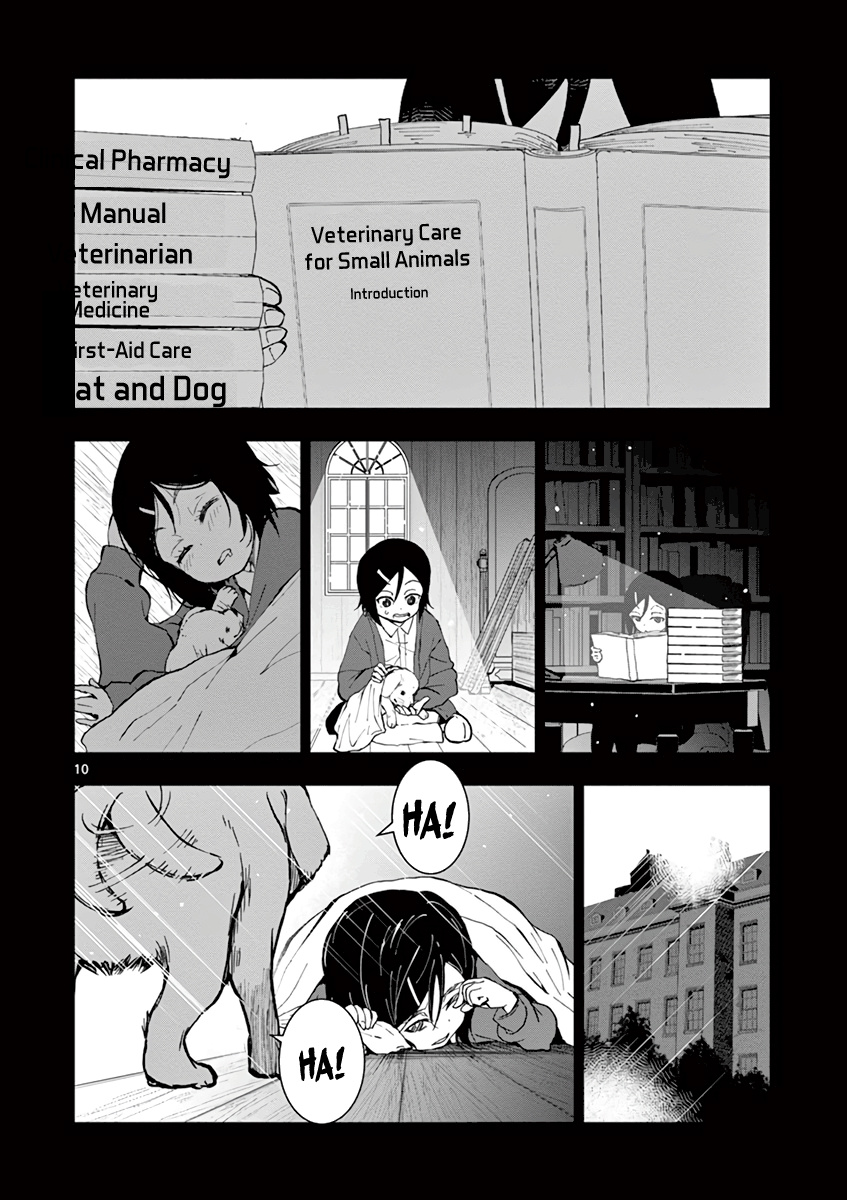 cal Pharmacy
Manual
eterinarian
eterinary
Medicine
irst-Aid Care
at and Dog
Veterinary Care
for Small Animals
Introduction
10
HA!
HA!